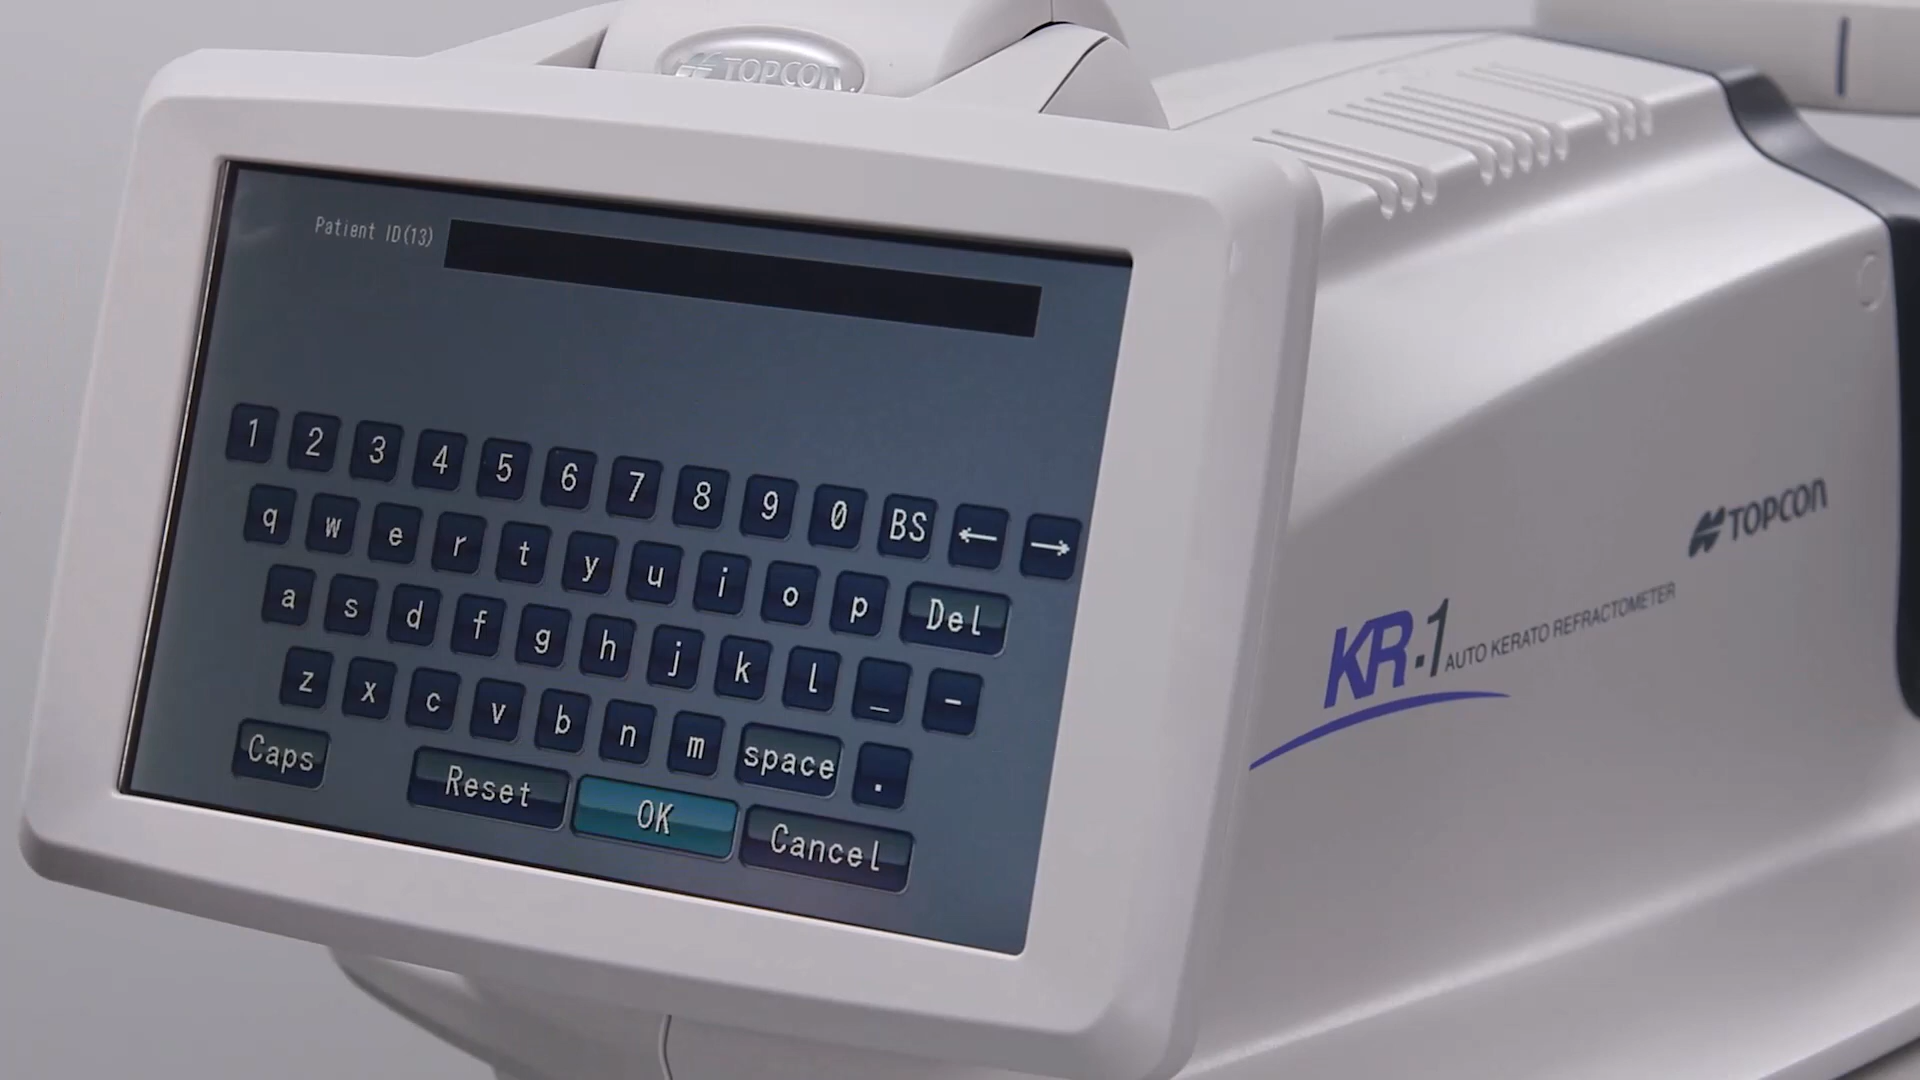 TOPCON
Patient ID(13)
1 2 3 4 5 6 7 8 9 0 BS ← →
q w e r t y u i o p Del
a s d f g h j k l _ -
z x c v b n m space .
Caps Reset OK Cancel
TOPCON
KR-1 AUTO KERATO REFRACTOMETER